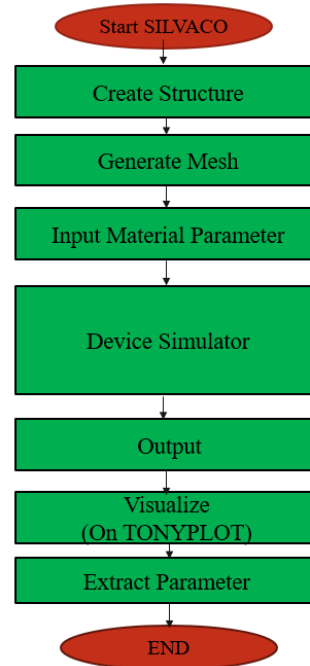 Start SILVACO
Create Structure
Generate Mesh
Input Material Parameter
Device Simulator
Output
Visualize
(On TONYPLOT)
Extract Parameter
END